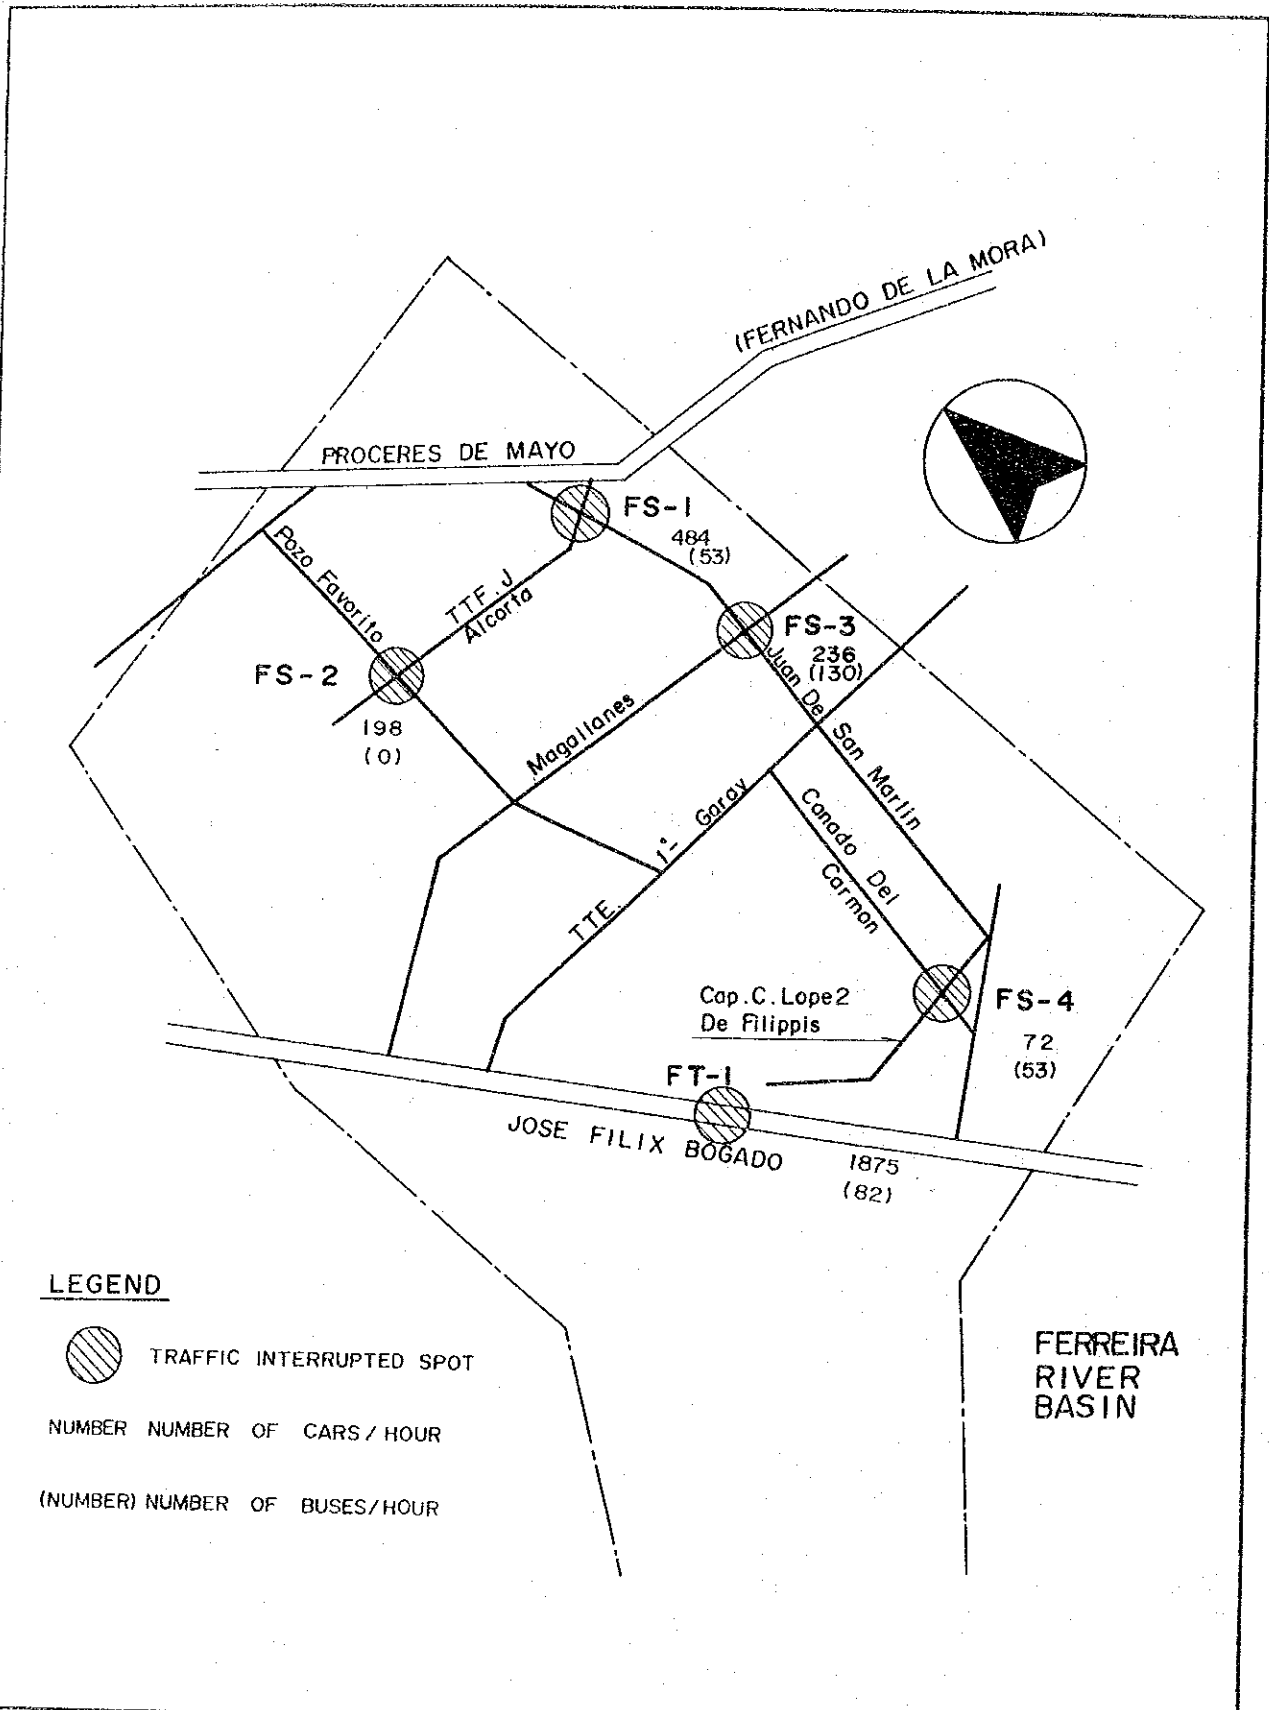 (FERNANDO DE LA MORA)
PROCERES DE MAYO
FS-1
484
(53)
Pozo Favorito
TTF. J
Alcorta
FS-3
236
(130)
FS-2
198
(0)
Juan De San Martin
Magallanes
TTE. 1º Garay
Canado Del
Carman
Cap.C.Lope2
De Filippis
FS-4
72
(53)
FT-1
JOSE FILIX BOGADO
1875
(82)
LEGEND
TRAFFIC INTERRUPTED SPOT
NUMBER NUMBER OF CARS/HOUR
(NUMBER) NUMBER OF BUSES/HOUR
FERREIRA
RIVER
BASIN